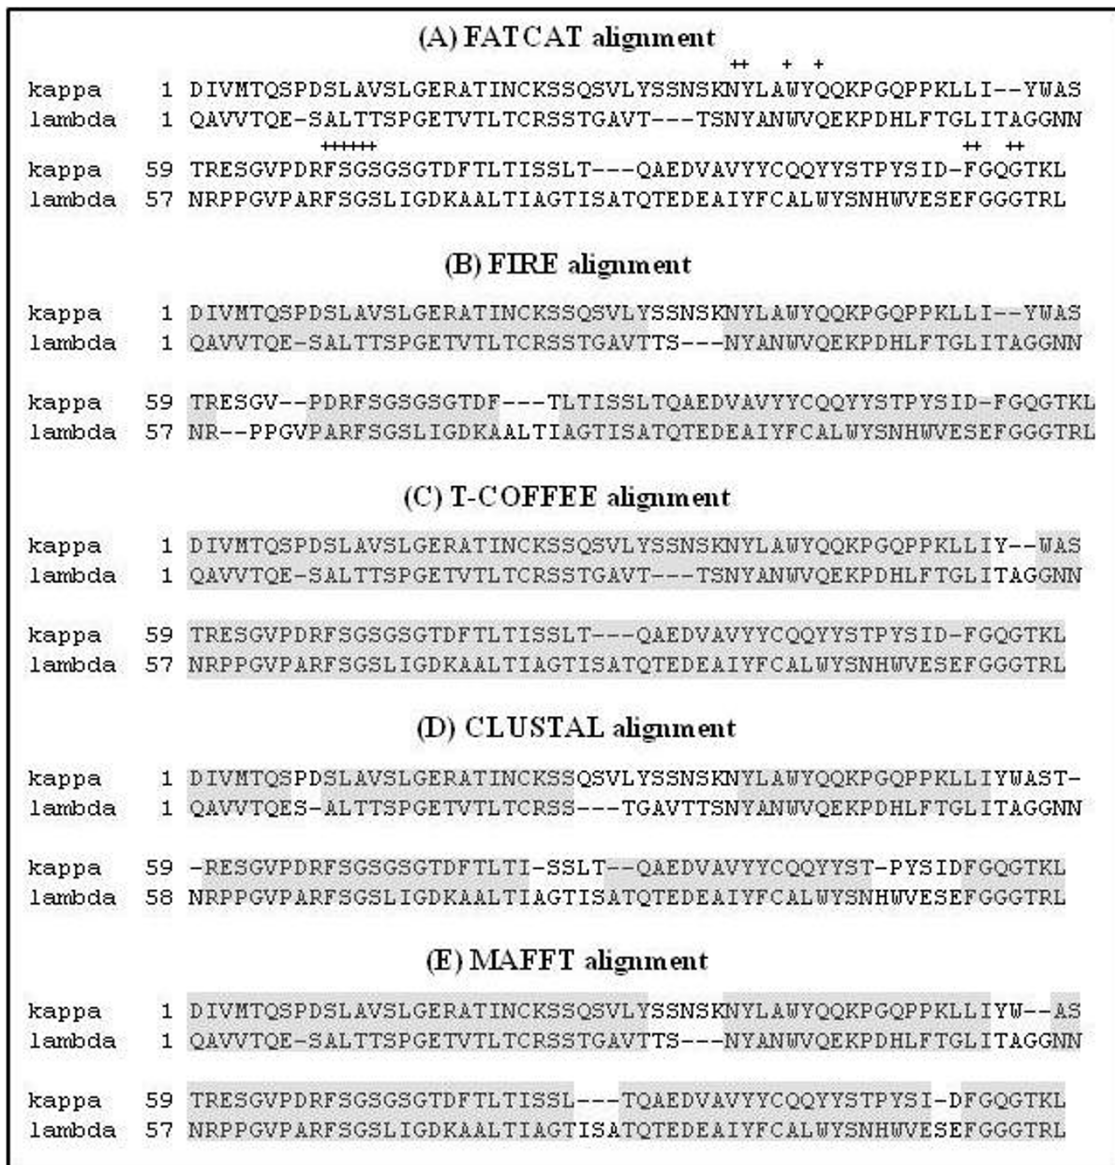 (A) FATCAT alignment
++ + +
kappa 1 DIVMTQSPDSLAVSLGERATINCKSSQSVLYSSNSKNYLAWYQQKPGQPPKLLI--YWAS
lambda 1 QAVVTQE-SALTTSPGETVTLTCRSSTGAVT---TSNYANWVQEKPDHLFTGLITAGGNN
++++++ ++ ++
kappa 59 TRESGVPDRFSGSGSGTDFTLTISSLT---QAEDVAVYYCQQYYSTPYSID-FGQGTKL
lambda 57 NRPPGVPARFSGSLIGDKAALTIAGTISATQTEDEAIYFCALWYSNHWVESEFGGGTRL
(B) FIRE alignment
kappa 1 DIVMTQSPDSLAVSLGERATINCKSSQSVLYSSNSKNYLAWYQQKPGQPPKLLI--YWAS
lambda 1 QAVVTQE-SALTTSPGETVTLTCRSSTGAVTTS---NYANWVQEKPDHLFTGLITAGGNN
kappa 59 TRESGV--PDRFSGSGSGTDF---TLTISSLTQAEDVAVYYCQQYYSTPYSID-FGQGTKL
lambda 57 NR--PPGVPARFSGSLIGDKAALTIAGTISATQTEDEAIYFCALWYSNHWVESEFGGGTRL
(C) T-COFFEE alignment
kappa 1 DIVMTQSPDSLAVSLGERATINCKSSQSVLYSSNSKNYLAWYQQKPGQPPKLLIY--WAS
lambda 1 QAVVTQE-SALTTSPGETVTLTCRSSTGAVT---TSNYANWVQEKPDHLFTGLITAGGNN
kappa 59 TRESGVPDRFSGSGSGTDFTLTISSLT---QAEDVAVYYCQQYYSTPYSID-FGQGTKL
lambda 57 NRPPGVPARFSGSLIGDKAALTIAGTISATQTEDEAIYFCALWYSNHWVESEFGGGTRL
(D) CLUSTAL alignment
kappa 1 DIVMTQSPDSLAVSLGERATINCKSSQSVLYSSNSKNYLAWYQQKPGQPPKLLIYWAST-
lambda 1 QAVVTQES-ALTTSPGETVTLTCRSS---TGAVTTSNYANWVQEKPDHLFTGLITAGGNN
kappa 59 -RESGVPDRFSGSGSGTDFTLTI-SSLT--QAEDVAVYYCQQYYST-PYSIDFGQGTKL
lambda 58 NRPPGVPARFSGSLIGDKAALTIAGTISATQTEDEAIYFCALWYSNHWVESEFGGGTRL
(E) MAFFT alignment
kappa 1 DIVMTQSPDSLAVSLGERATINCKSSQSVLYSSNSKNYLAWYQQKPGQPPKLLIYW--AS
lambda 1 QAVVTQE-SALTTSPGETVTLTCRSSTGAVTTS---NYANWVQEKPDHLFTGLITAGGNN
kappa 59 TRESGVPDRFSGSGSGTDFTLTISSL---TQAEDVAVYYCQQYYSTPYSI-DFGQGTKL
lambda 57 NRPPGVPARFSGSLIGDKAALTIAGTISATQTEDEAIYFCALWYSNHWVESEFGGGTRL